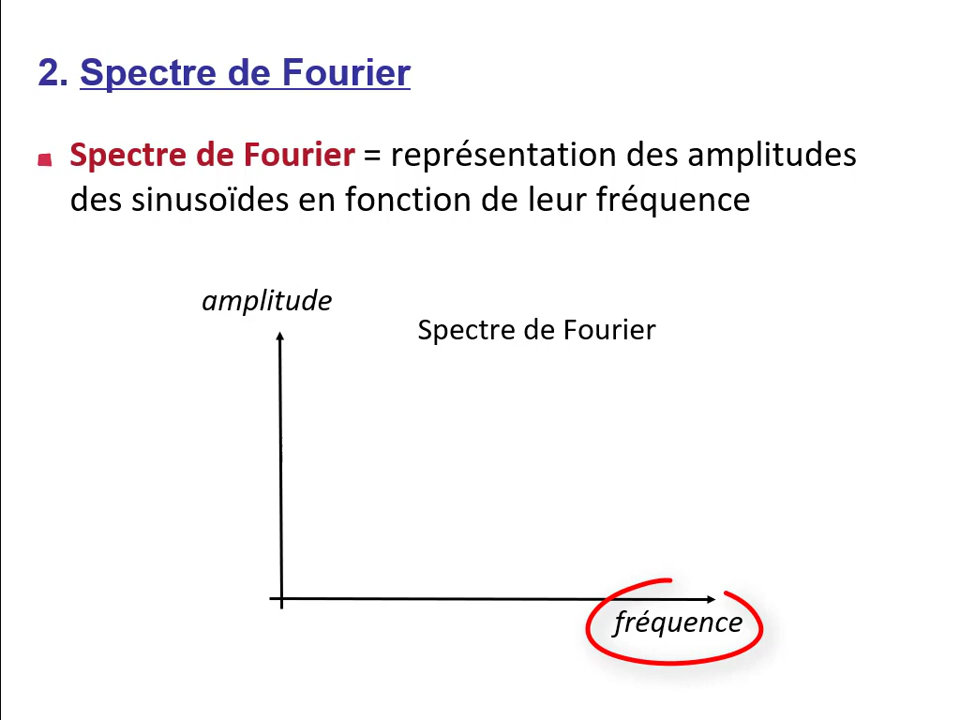 2. Spectre de Fourier
Spectre de Fourier = représentation des amplitudes
des sinusoïdes en fonction de leur fréquence
amplitude
Spectre de Fourier
fréquence